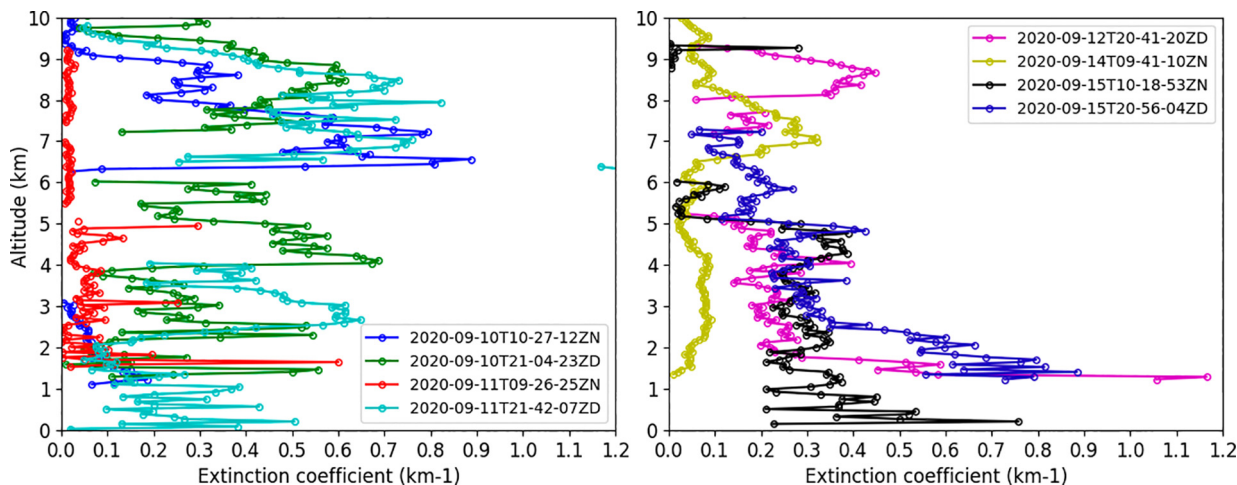 10
9
8
7
6
5
4
3
2
1
0
Altitude (km)
0.0 0.1 0.2 0.3 0.4 0.5 0.6 0.7 0.8 0.9 1.0 1.1 1.2
Extinction coefficient (km-1)
2020-09-10T10-27-12ZN
2020-09-10T21-04-23ZD
2020-09-11T09-26-25ZN
2020-09-11T21-42-07ZD
10
9
8
7
6
5
4
3
2
1
0
0.0 0.1 0.2 0.3 0.4 0.5 0.6 0.7 0.8 0.9 1.0 1.1 1.2
Extinction coefficient (km-1)
2020-09-12T20-41-20ZD
2020-09-14T09-41-10ZN
2020-09-15T10-18-53ZN
2020-09-15T20-56-04ZD